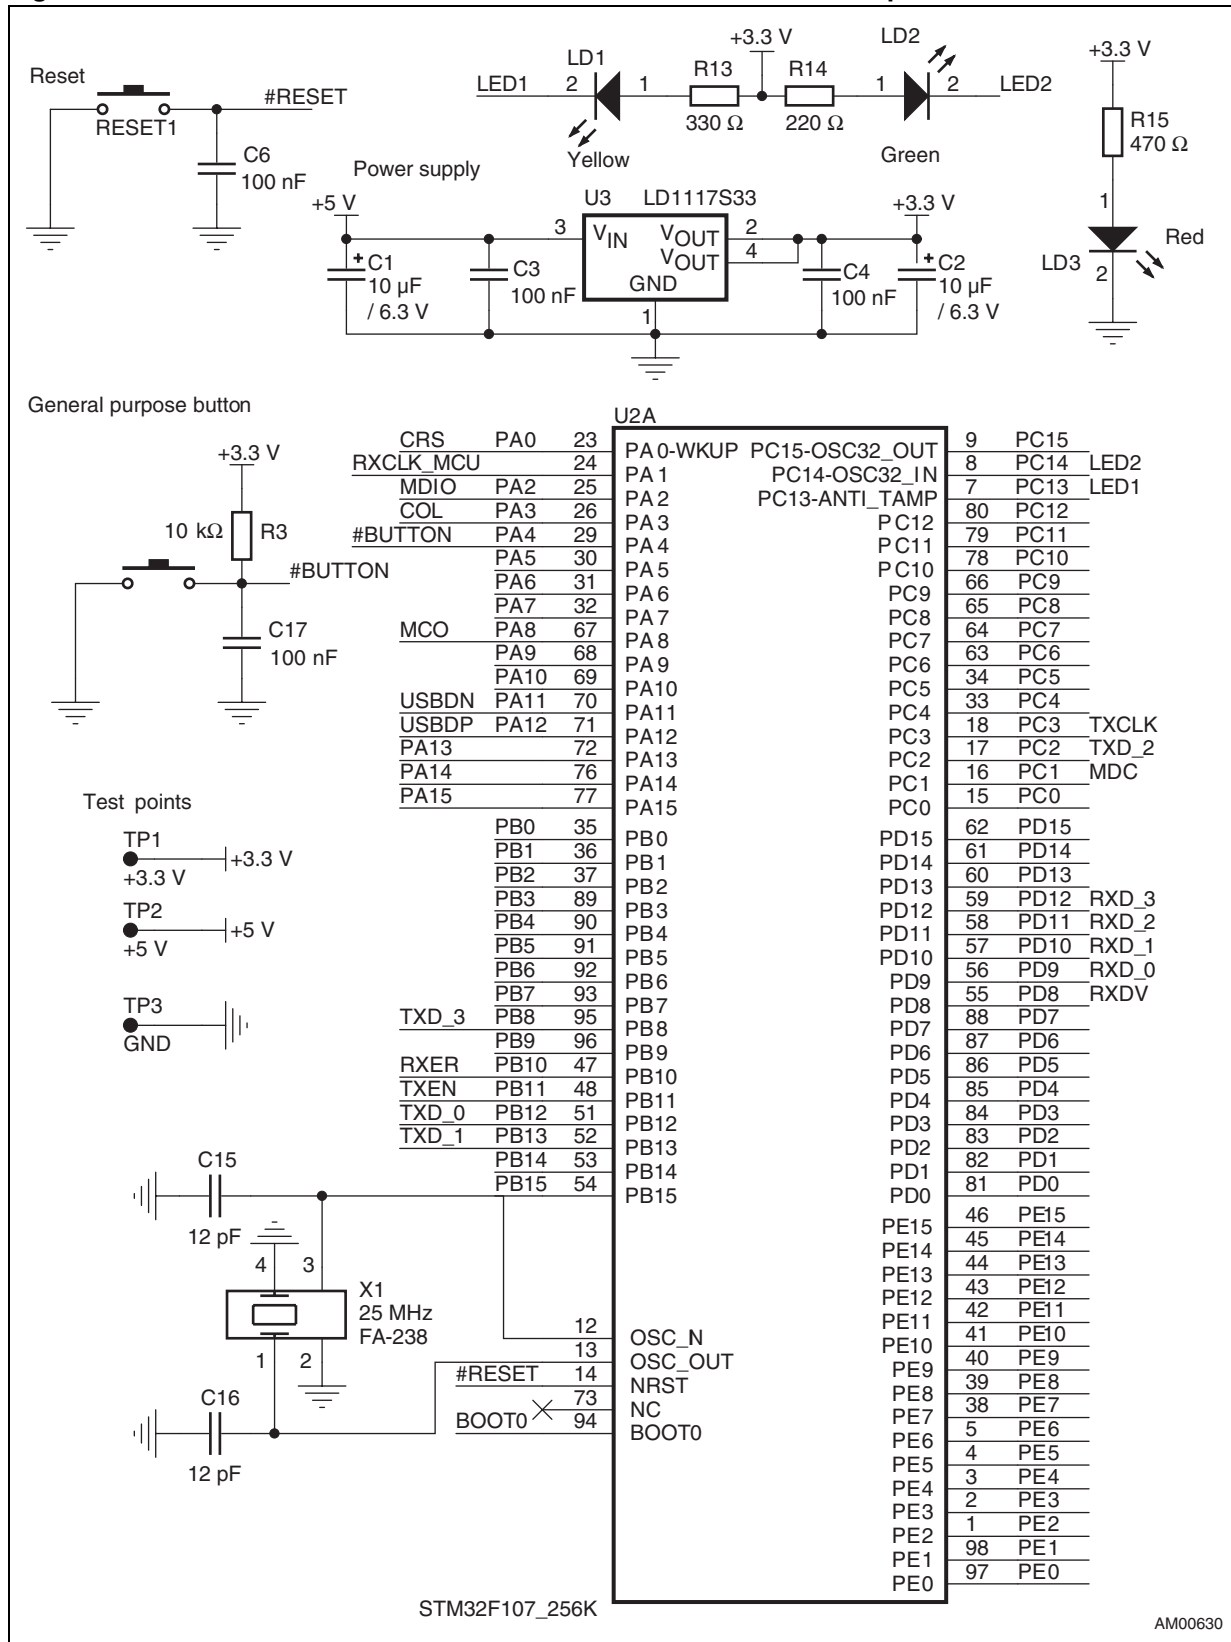 +3.3 V
LD1 LD2
LED1 2 1 R13 R14 1 2 LED2
330 Ω 220 Ω
Yellow Green
+3.3 V
R15
470 Ω
1
Red
LD3
2
Reset
#RESET
RESET1
C6
100 nF
Power supply
+5 V U3 LD1117S33 +3.3 V
3 VIN VOUT 2
VOUT 4
GND
1
+ C1
10 µF
/ 6.3 V
C3
100 nF
C4
100 nF
+ C2
10 µF
/ 6.3 V
General purpose button
+3.3 V
10 kΩ R3
#BUTTON
C17
100 nF
Test points
TP1
+3.3 V
+3.3 V
TP2
+5 V
+5 V
TP3
GND
U2A
CRS PA0 23 PA0-WKUP
RXCLK_MCU 24 PA1
MDIO PA2 25 PA2
COL PA3 26 PA3
#BUTTON PA4 29 PA4
PA5 30 PA5
PA6 31 PA6
PA7 32 PA7
MCO PA8 67 PA8
PA9 68 PA9
PA10 69 PA10
USBDN PA11 70 PA11
USBDP PA12 71 PA12
PA13 72 PA13
PA14 76 PA14
PA15 77 PA15
PB0 35 PB0
PB1 36 PB1
PB2 37 PB2
PB3 89 PB3
PB4 90 PB4
PB5 91 PB5
PB6 92 PB6
PB7 93 PB7
TXD_3 PB8 95 PB8
PB9 96 PB9
RXER PB10 47 PB10
TXEN PB11 48 PB11
TXD_0 PB12 51 PB12
TXD_1 PB13 52 PB13
PB14 53 PB14
PB15 54 PB15
12 OSC_N
13 OSC_OUT
#RESET 14 NRST
73 NC
BOOT0 94 BOOT0
PC15-OSC32_OUT 9 PC15
PC14-OSC32_IN 8 PC14 LED2
PC13-ANTI_TAMP 7 PC13 LED1
PC12 80 PC12
PC11 79 PC11
PC10 78 PC10
PC9 66 PC9
PC8 65 PC8
PC7 64 PC7
PC6 63 PC6
PC5 34 PC5
PC4 33 PC4
PC3 18 PC3 TXCLK
PC2 17 PC2 TXD_2
PC1 16 PC1 MDC
PC0 15 PC0
PD15 62 PD15
PD14 61 PD14
PD13 60 PD13
PD12 59 PD12 RXD_3
PD11 58 PD11 RXD_2
PD10 57 PD10 RXD_1
PD9 56 PD9 RXD_0
PD8 55 PD8 RXDV
PD7 88 PD7
PD6 87 PD6
PD5 86 PD5
PD4 85 PD4
PD3 84 PD3
PD2 83 PD2
PD1 82 PD1
PD0 81 PD0
PE15 46 PE15
PE14 45 PE14
PE13 44 PE13
PE12 43 PE12
PE11 42 PE11
PE10 41 PE10
PE9 40 PE9
PE8 39 PE8
PE7 38 PE7
PE6 5 PE6
PE5 4 PE5
PE4 3 PE4
PE3 2 PE3
PE2 1 PE2
PE1 98 PE1
PE0 97 PE0
C15
12 pF
4 3
X1
25 MHz
FA-238
1 2
C16
12 pF
STM32F107_256K
AM00630